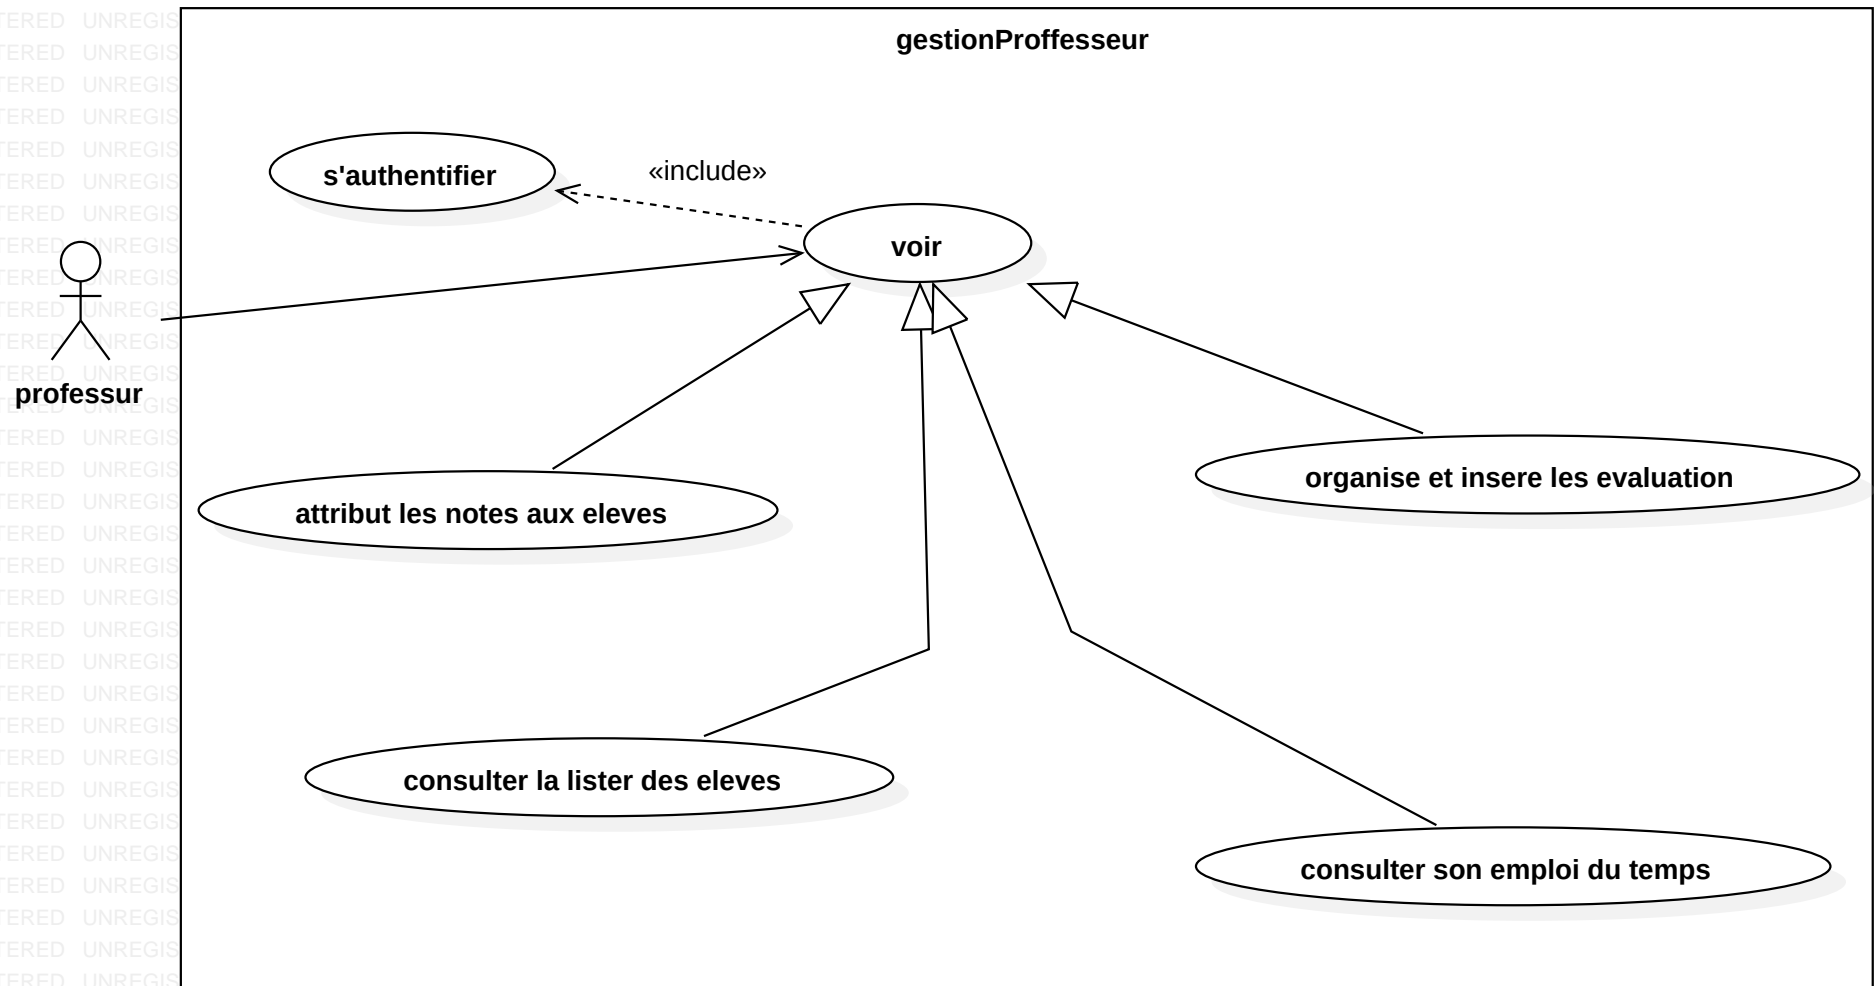 gestionProffesseur
s'authentifier
«include»
voir
professur
organise et insere les evaluation
attribut les notes aux eleves
consulter la lister des eleves
consulter son emploi du temps